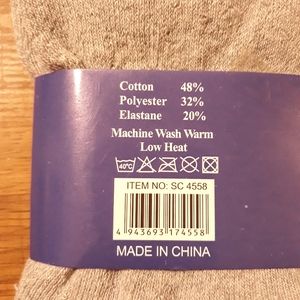 Cotton 48%
Polyester 32%
Elastane 20%
Machine Wash Warm
Low Heat
40°C
ITEM NO: SC 4558
4 943693 174558
MADE IN CHINA